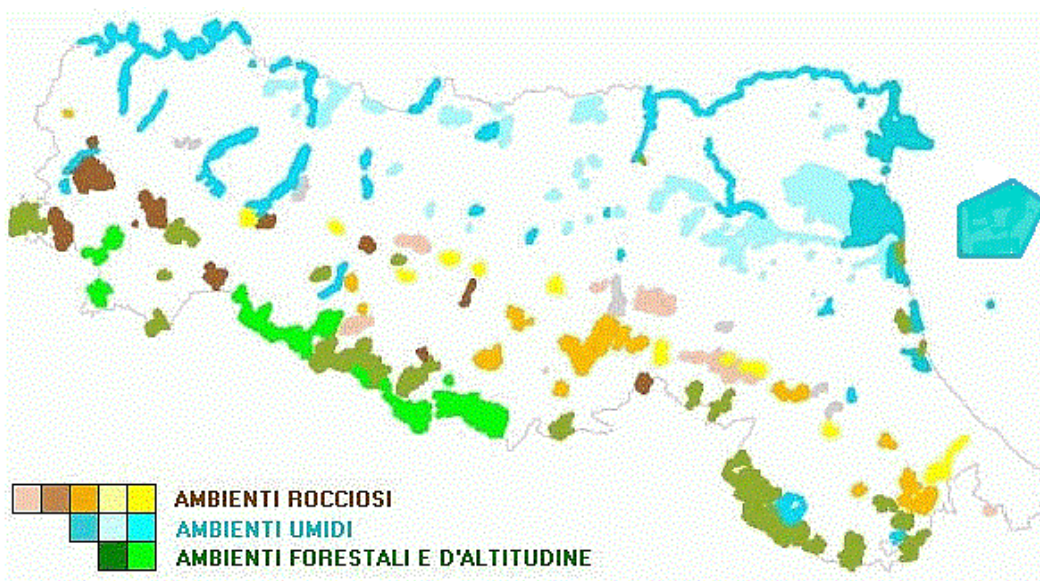 AMBIENTI ROCCIOSI
AMBIENTI UMIDI
AMBIENTI FORESTALI E D'ALTITUDINE